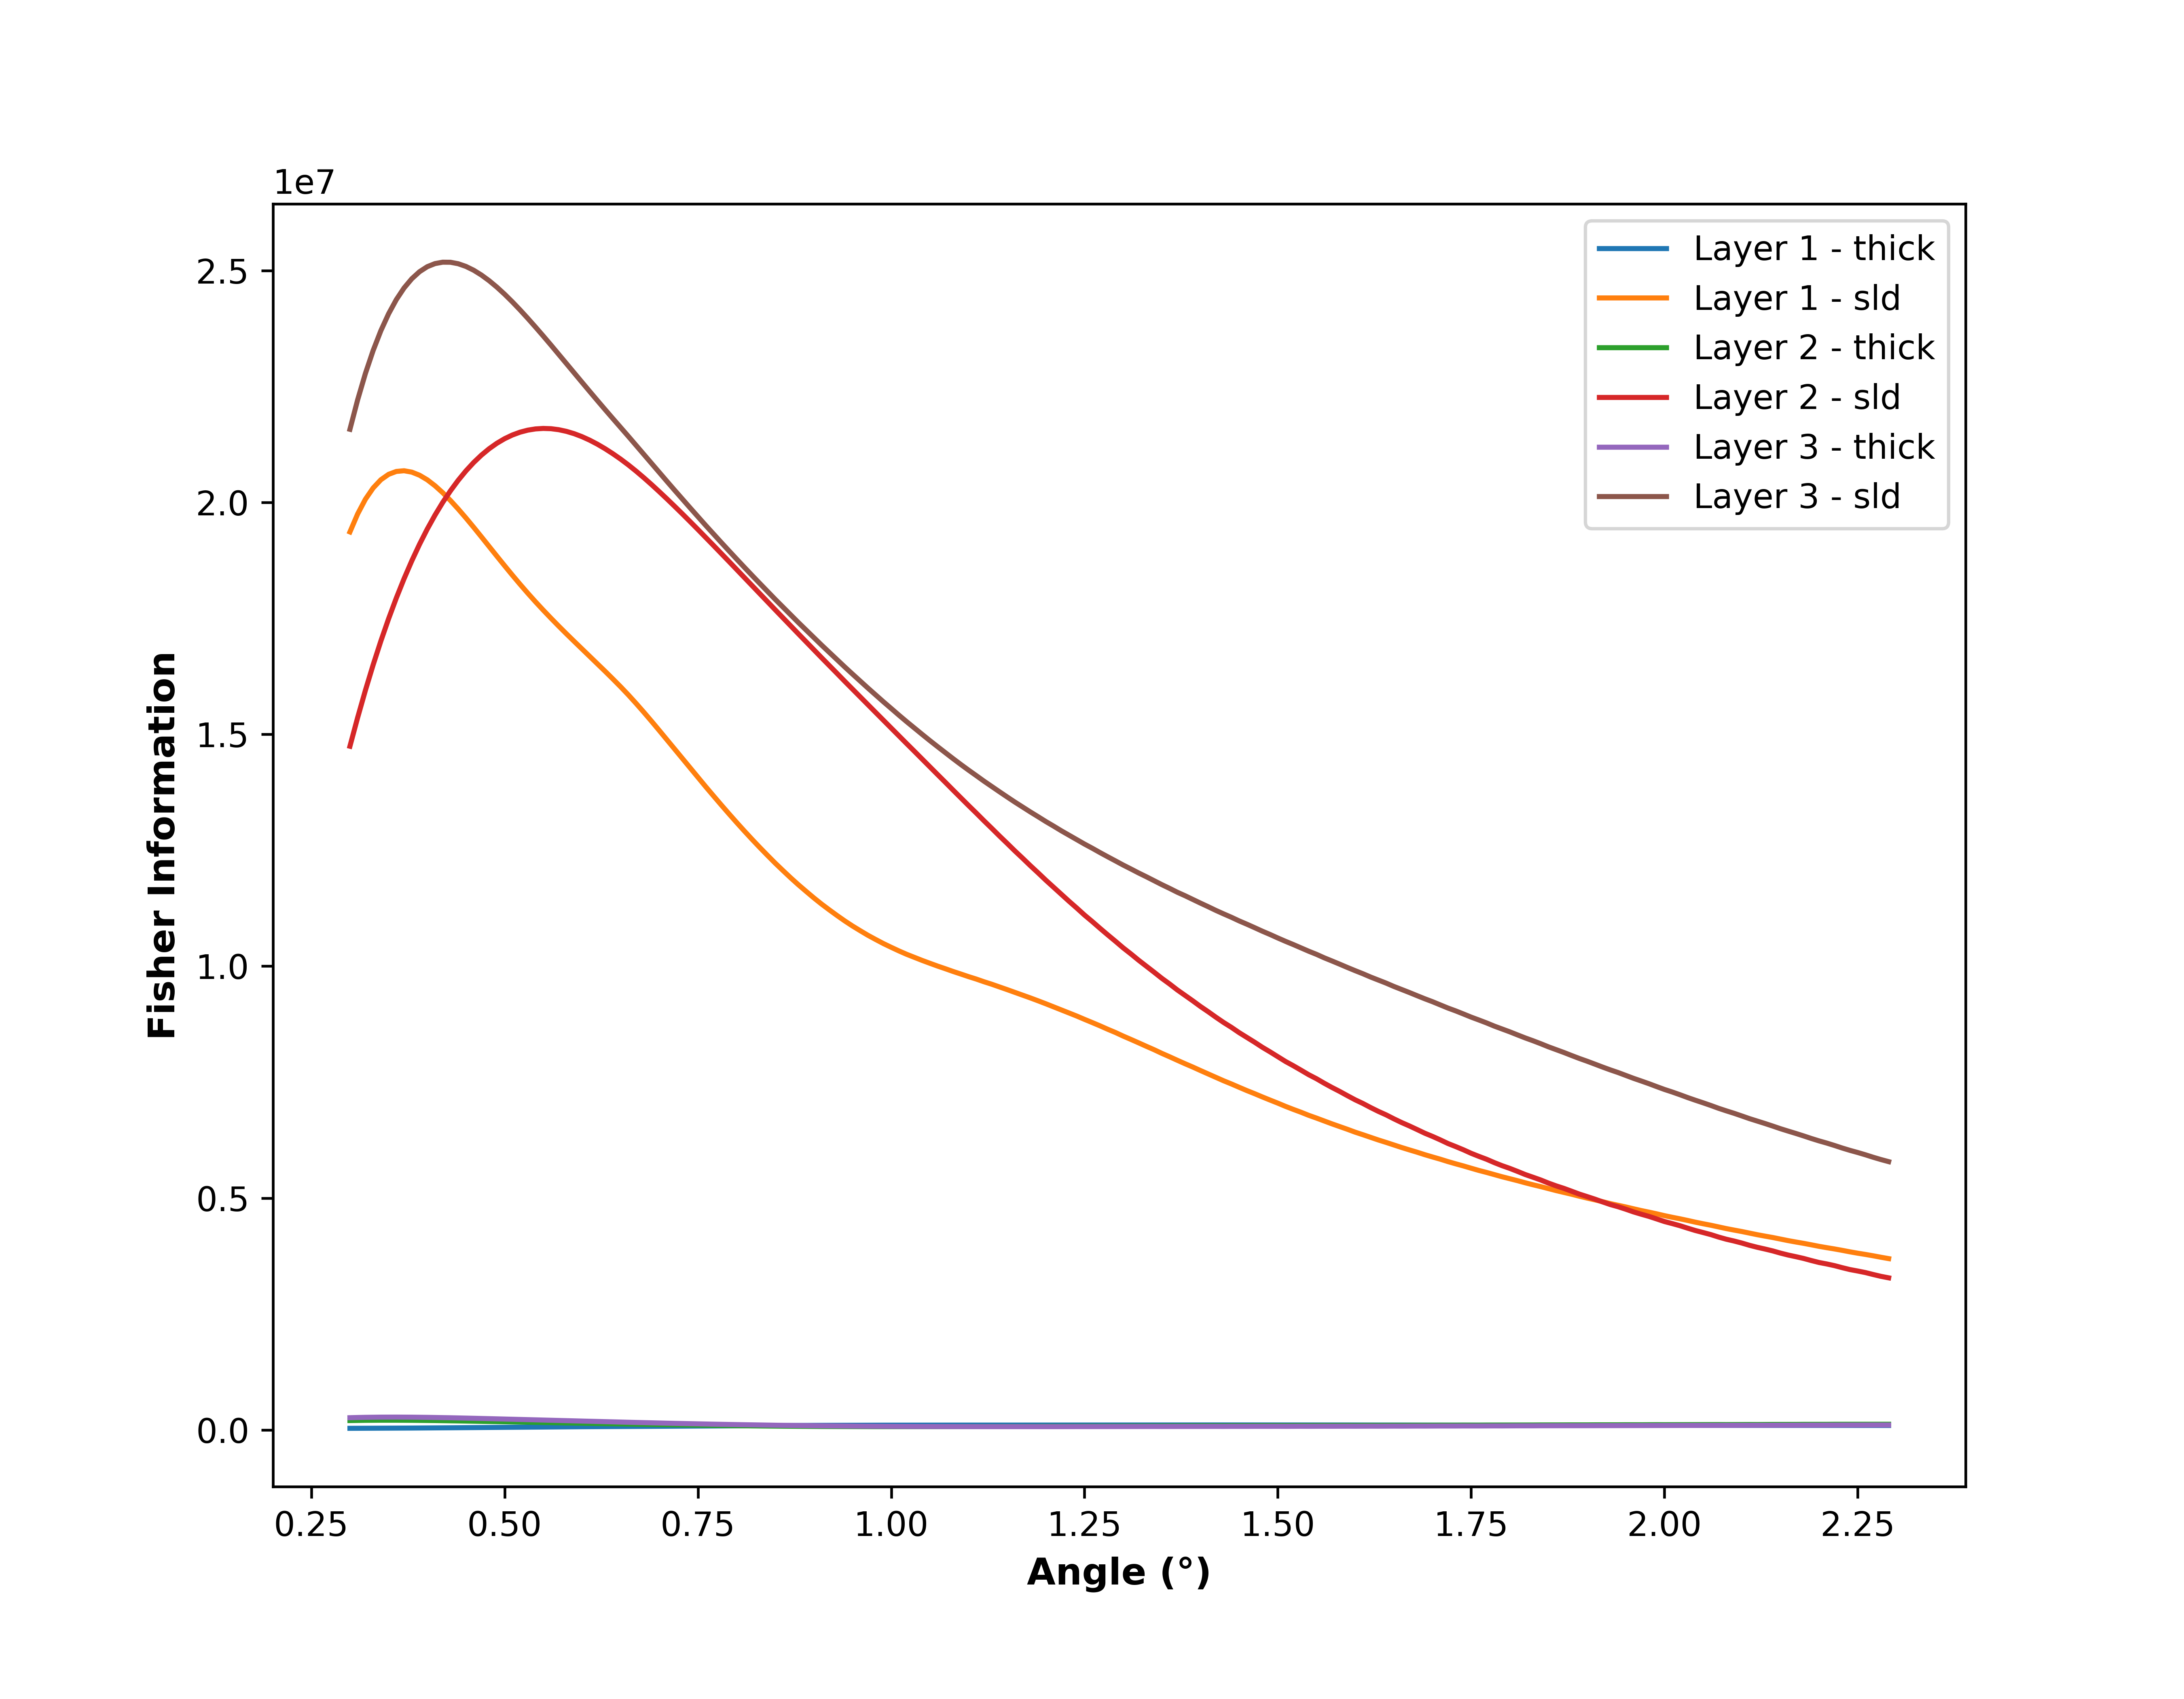 1e7
2.5
2.0
1.5
1.0
0.5
0.0
Fisher Information
0.25 0.50 0.75 1.00 1.25 1.50 1.75 2.00 2.25
Angle (°)
Layer 1 - thick
Layer 1 - sld
Layer 2 - thick
Layer 2 - sld
Layer 3 - thick
Layer 3 - sld